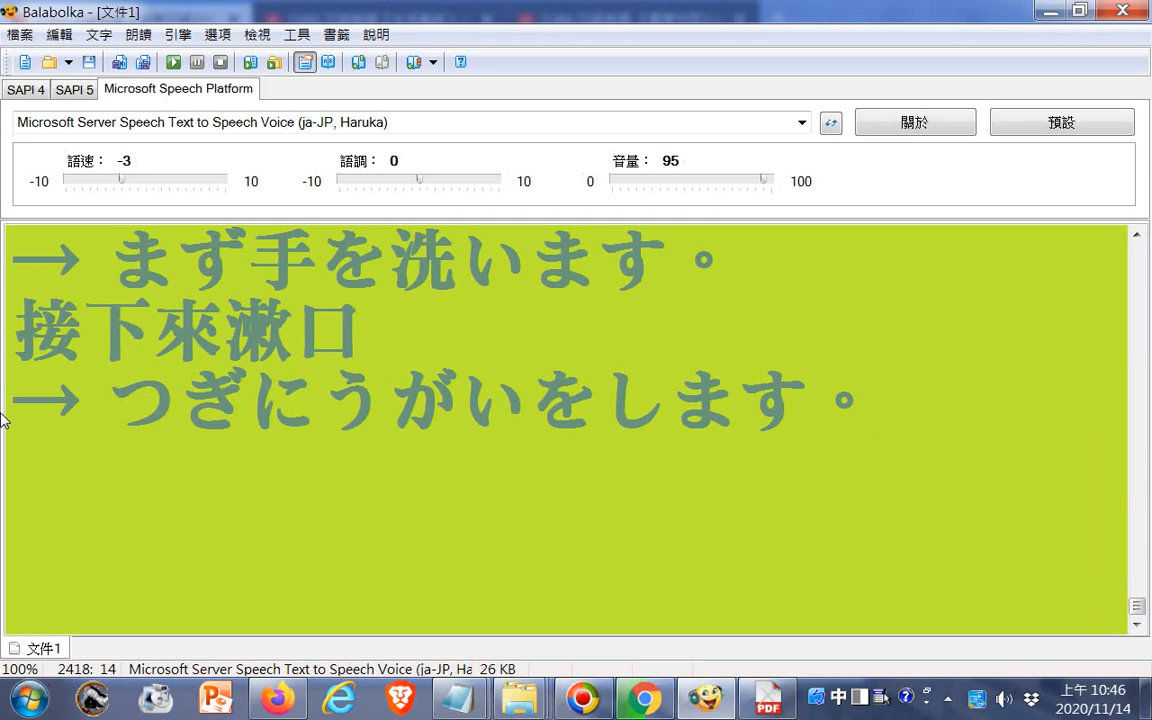 Balabolka - [文件1]
檔案 編輯 文字 朗讀 引擎 選項 檢視 工具 書籤 說明
SAPI 4 SAPI 5 Microsoft Speech Platform
Microsoft Server Speech Text to Speech Voice (ja-JP, Haruka) 關於 預設
語速： -3 語調： 0 音量： 95
-10 10 -10 10 0 100
→ まず手を洗います。
接下來漱口
→ つぎにうがいをします。
文件1
100% 2418: 14 Microsoft Server Speech Text to Speech Voice (ja-JP, Ha 26 KB
中
PDF
上午 10:46
2020/11/14